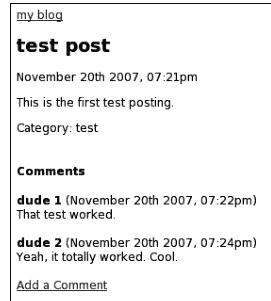 my blog
test post
November 20th 2007, 07:21pm
This is the first test posting.
Category: test
Comments
dude 1 (November 20th 2007, 07:22pm)
That test worked.
dude 2 (November 20th 2007, 07:24pm)
Yeah, it totally worked. Cool.
Add a Comment